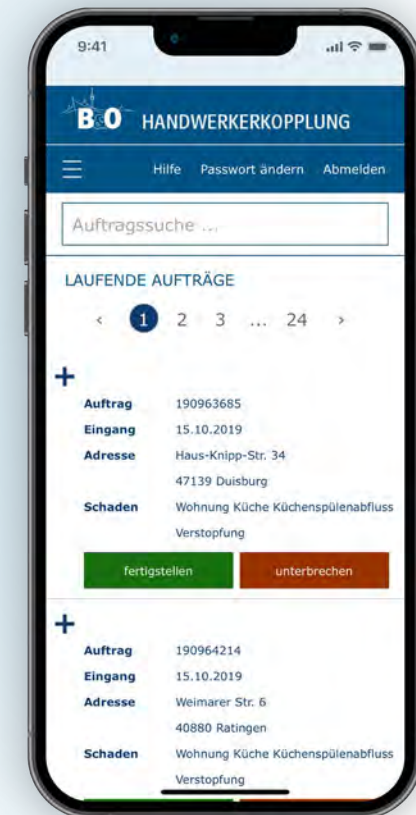 9:41
B&O HANDWERKERKOPPLUNG
Hilfe Passwort ändern Abmelden
Auftragssuche ...
LAUFENDE AUFTRÄGE
‹ 1 2 3 ... 24 ›
Auftrag 190963685
Eingang 15.10.2019
Adresse Haus-Knipp-Str. 34
47139 Duisburg
Schaden Wohnung Küche Küchenspülenabfluss
Verstopfung
fertigstellen unterbrechen
Auftrag 190964214
Eingang 15.10.2019
Adresse Weimarer Str. 6
40880 Ratingen
Schaden Wohnung Küche Küchenspülenabfluss
Verstopfung